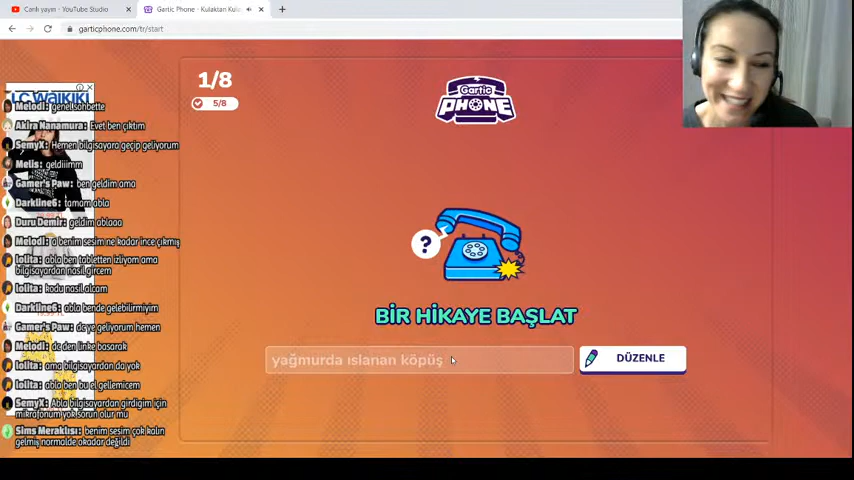 Canlı yayın - YouTube Studio
Gartic Phone - Kulaktan Kula
garticphone.com/tr/start
LC WAIKIKI
1/8
5/8
Gartic
PHONE
Melodi: genel sohbette
Akira Nanamura: Evet ben çıktım
SemyX: Hemen bilgisayara geçip geliyorum
Melis: geldiiimm
Gamer's Paw: ben geldim ama
Darkline6: tamam abla
Duru Demir: geldim ablaaa
Melodi: a benim sesim ne kadar ince çıkmış
lolita: abla ben tabletten izliyom ama
bilgisayardan nasıl gircem
lolita: kodu nasıl alcam
Darkline6: abla bende gelebilirmiyim
Gamer's Paw: dc'ye geliyorum hemen
Melodi: dc den linke basarak
lolita: ama bilgisayardan da yok
lolita: abla ben bu el gellemicem
SemyX: Abla bilgisayardan girdigim için
mikrofonum yok sorun olur mu
Sims Meraklısı: benim sesim çok kalın
gelmiş normalde okadar değildi
?
BİR HİKAYE BAŞLAT
yağmurda ıslanan köpüş
DÜZENLE